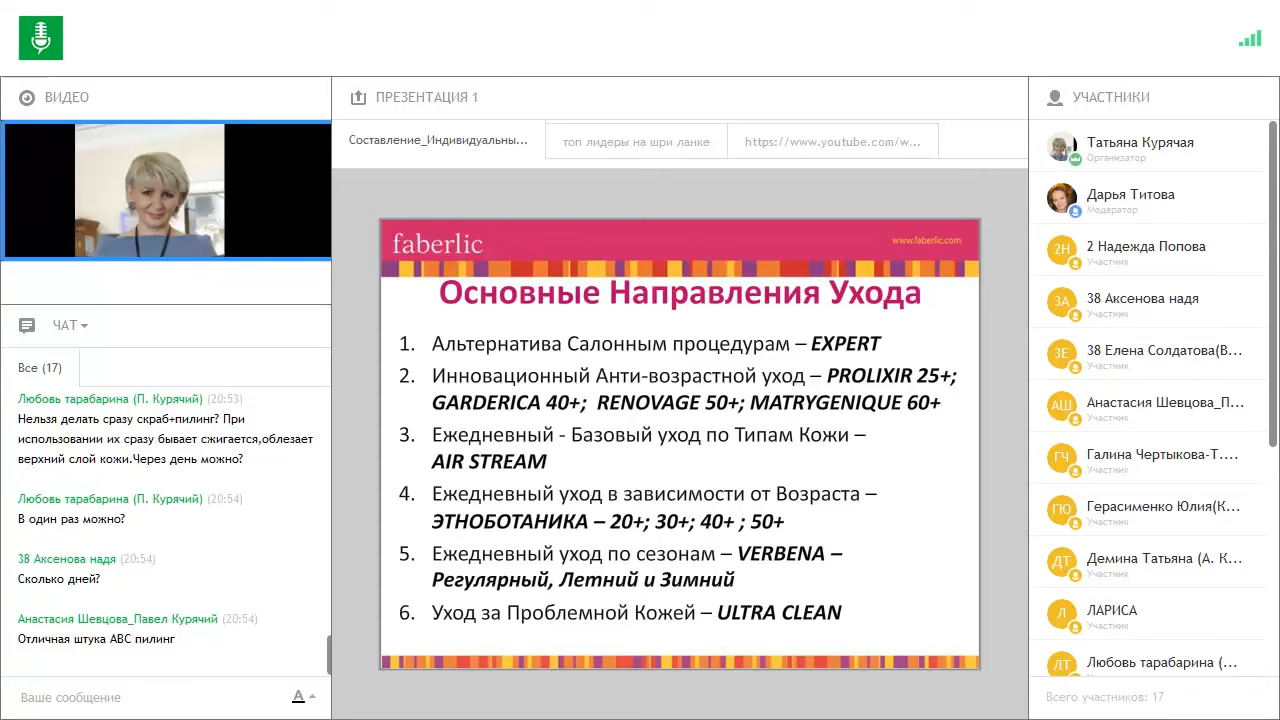 ВИДЕО
ПРЕЗЕНТАЦИЯ 1
УЧАСТНИКИ
Составление_Индивидуальны...
топ лидеры на шри ланке
https://www.youtube.com/w...
faberlic
www.faberlic.com
Основные Направления Ухода
1. Альтернатива Салонным процедурам – EXPERT
2. Инновационный Анти-возрастной уход – PROLIXIR 25+;
GARDERICA 40+; RENOVAGE 50+; MATRYGENIQUE 60+
3. Ежедневный - Базовый уход по Типам Кожи –
AIR STREAM
4. Ежедневный уход в зависимости от Возраста –
ЭТНОБОТАНИКА – 20+; 30+; 40+ ; 50+
5. Ежедневный уход по сезонам – VERBENA –
Регулярный, Летний и Зимний
6. Уход за Проблемной Кожей – ULTRA CLEAN
ЧАТ
Все (17)
Любовь тарабарина (П. Курячий) (20:53)
Нельзя делать сразу скраб+пилинг? При
использовании их сразу бывает сжигается,облезает
верхний слой кожи.Через день можно?
Любовь тарабарина (П. Курячий) (20:54)
В один раз можно?
38 Аксенова надя (20:54)
Сколько дней?
Анастасия Шевцова_Павел Курячий (20:54)
Отличная штука АВС пилинг
Ваше сообщение
A
Татьяна Курячая
Организатор
Дарья Титова
Модератор
2Н
2 Надежда Попова
Участник
3А
38 Аксенова надя
Участник
3Е
38 Елена Солдатова(В...
Участник
АШ
Анастасия Шевцова_П...
Участник
ГЧ
Галина Чертыкова-Т....
Участник
ГЮ
Герасименко Юлия(К...
Участник
ДТ
Демина Татьяна (А. К...
Участник
Л
ЛАРИСА
Участник
ЛТ
Любовь тарабарина (...
Всего участников: 17